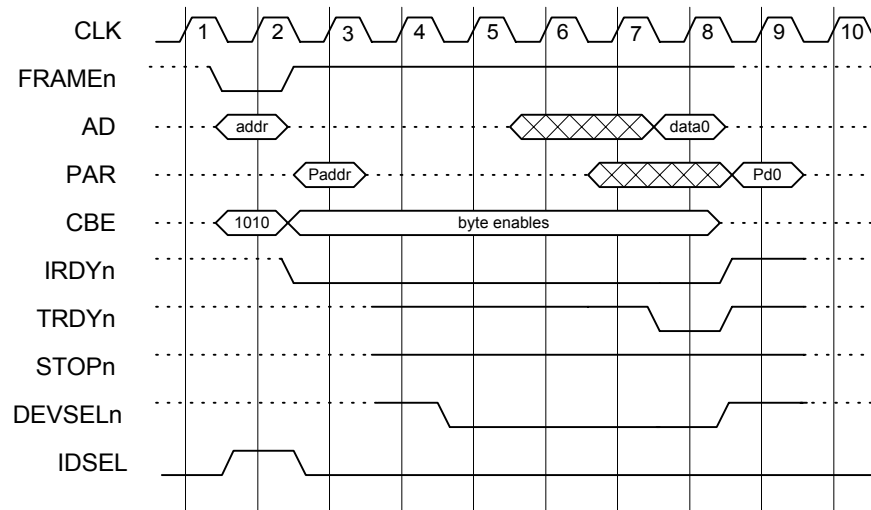 CLK 1 2 3 4 5 6 7 8 9 10
FRAMEn
AD addr data0
PAR Paddr Pd0
CBE 1010 byte enables
IRDYn
TRDYn
STOPn
DEVSELn
IDSEL